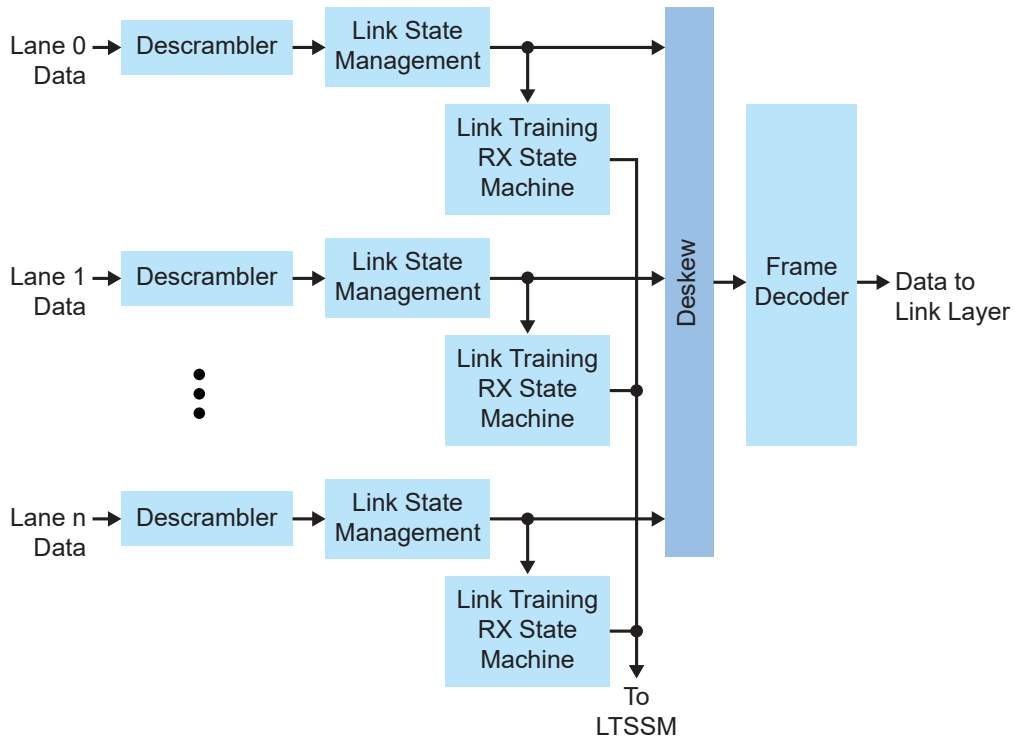 Lane 0
Data
Descrambler
Link State
Management
Link Training
RX State
Machine
Lane 1
Data
Descrambler
Link State
Management
Link Training
RX State
Machine
Lane n
Data
Descrambler
Link State
Management
Link Training
RX State
Machine
To
LTSSM
Deskew
Frame
Decoder
Data to
Link Layer